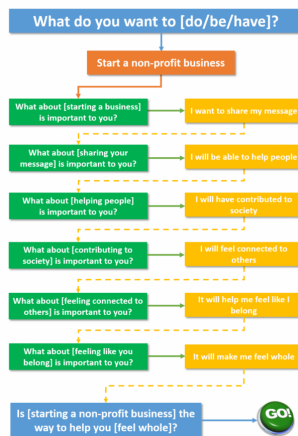 What do you want to [do/be/have]?
Start a non-profit business
What about [starting a business]
is important to you?
I want to share my message
What about [sharing your
message] is important to you?
I will be able to help people
What about [helping people]
is important to you?
I will have contributed to
society
What about [contributing to
society] is important to you?
I will feel connected to
others
What about [feeling connected to
others] is important to you?
It will help me feel like I
belong
What about [feeling like you
belong] is important to you?
It will make me feel whole
Is [starting a non-profit business] the
way to help you [feel whole]?
GO!